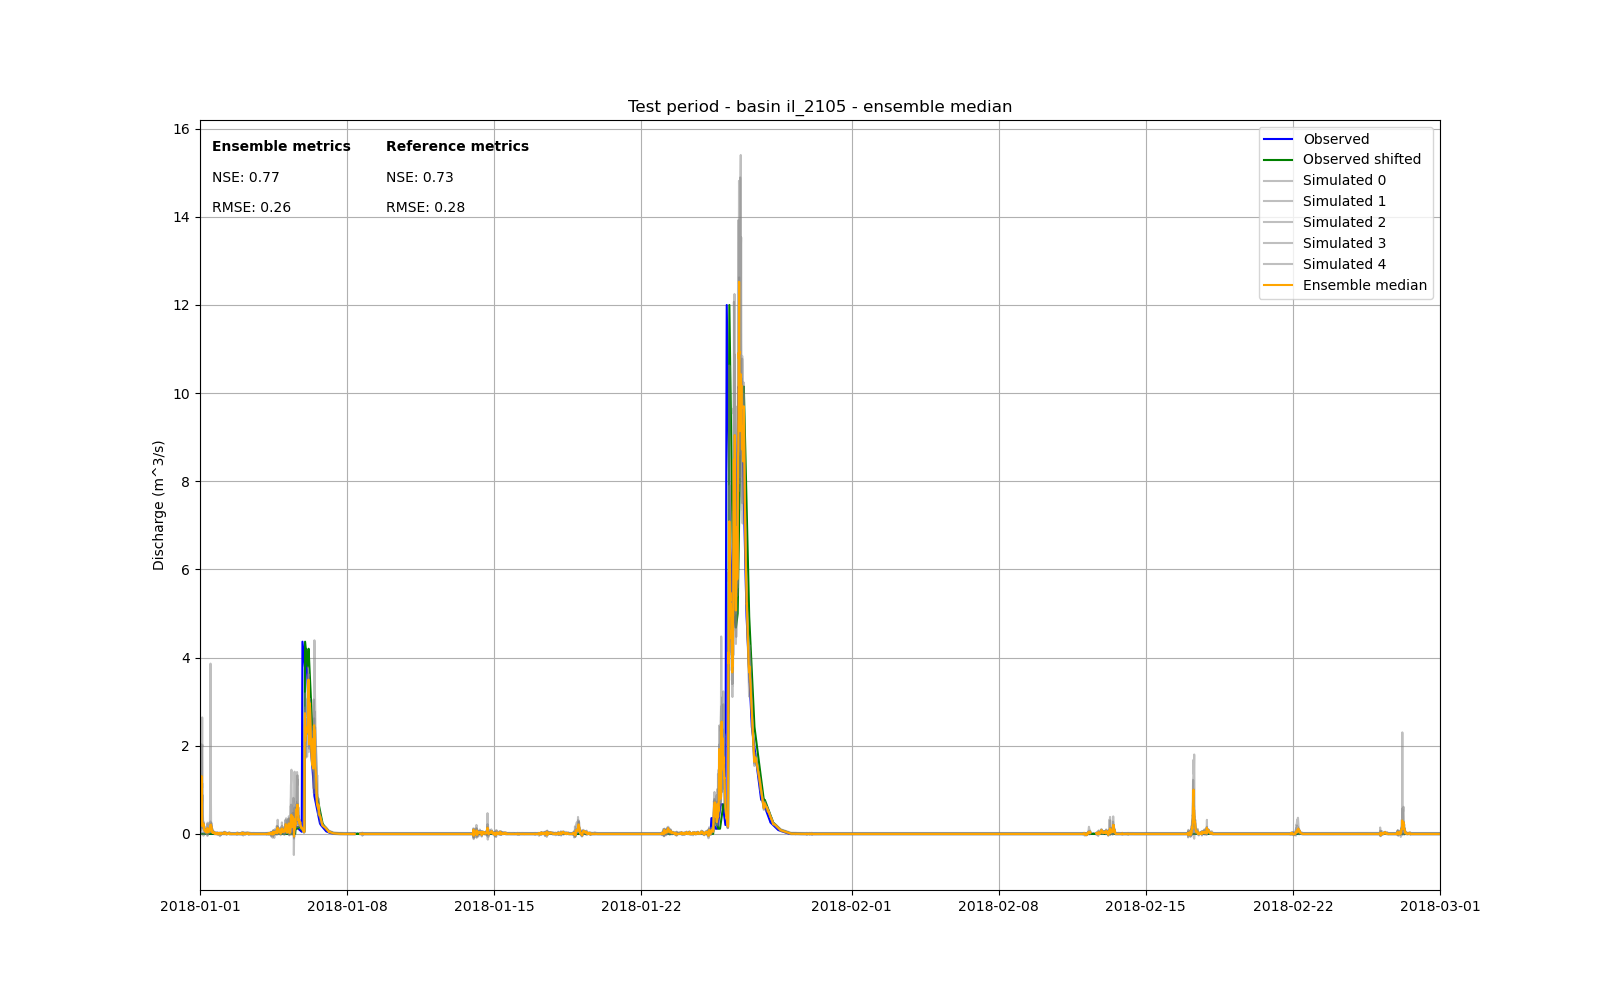 Test period - basin il_2105 - ensemble median
Ensemble metrics
NSE: 0.77
RMSE: 0.26
Reference metrics
NSE: 0.73
RMSE: 0.28
Observed
Observed shifted
Simulated 0
Simulated 1
Simulated 2
Simulated 3
Simulated 4
Ensemble median
Discharge (m^3/s)
16
14
12
10
8
6
4
2
0
2018-01-01
2018-01-08
2018-01-15
2018-01-22
2018-02-01
2018-02-08
2018-02-15
2018-02-22
2018-03-01